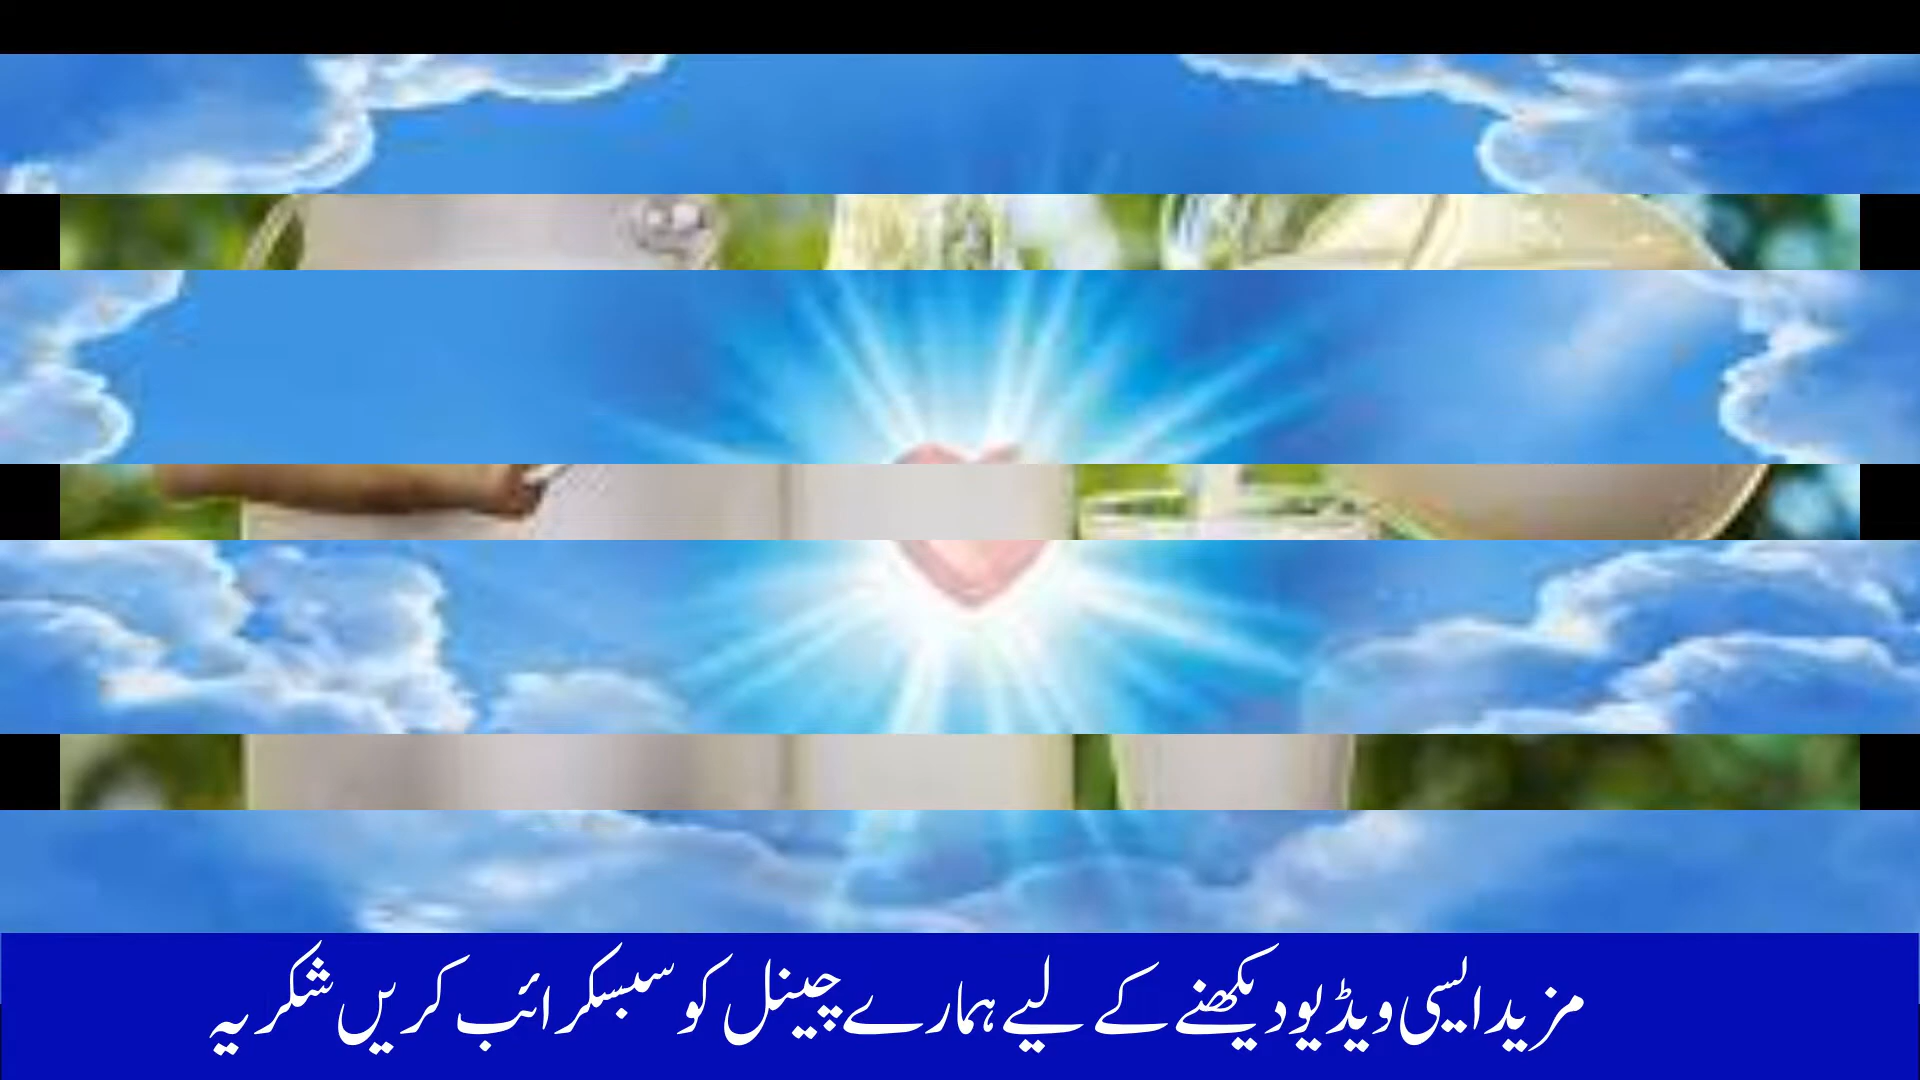 مزید ایسی ویڈیو دیکھنے کے لیے ہمارے چینل کو سبسکرائب کریں شکریہ